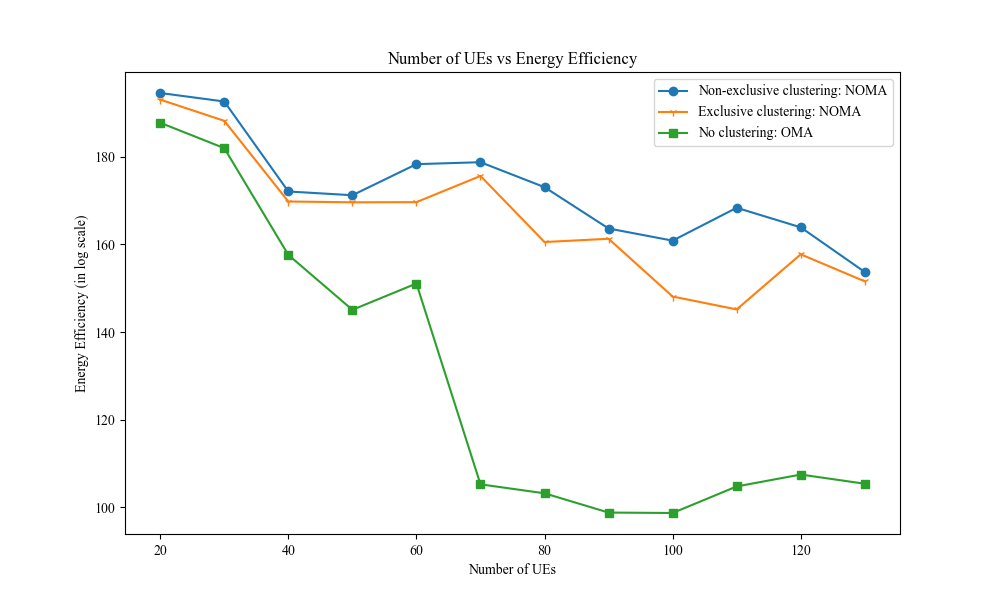 Number of UEs vs Energy Efficiency
Non-exclusive clustering: NOMA
Exclusive clustering: NOMA
No clustering: OMA
Energy Efficiency (in log scale)
180
160
140
120
100
20 40 60 80 100 120
Number of UEs